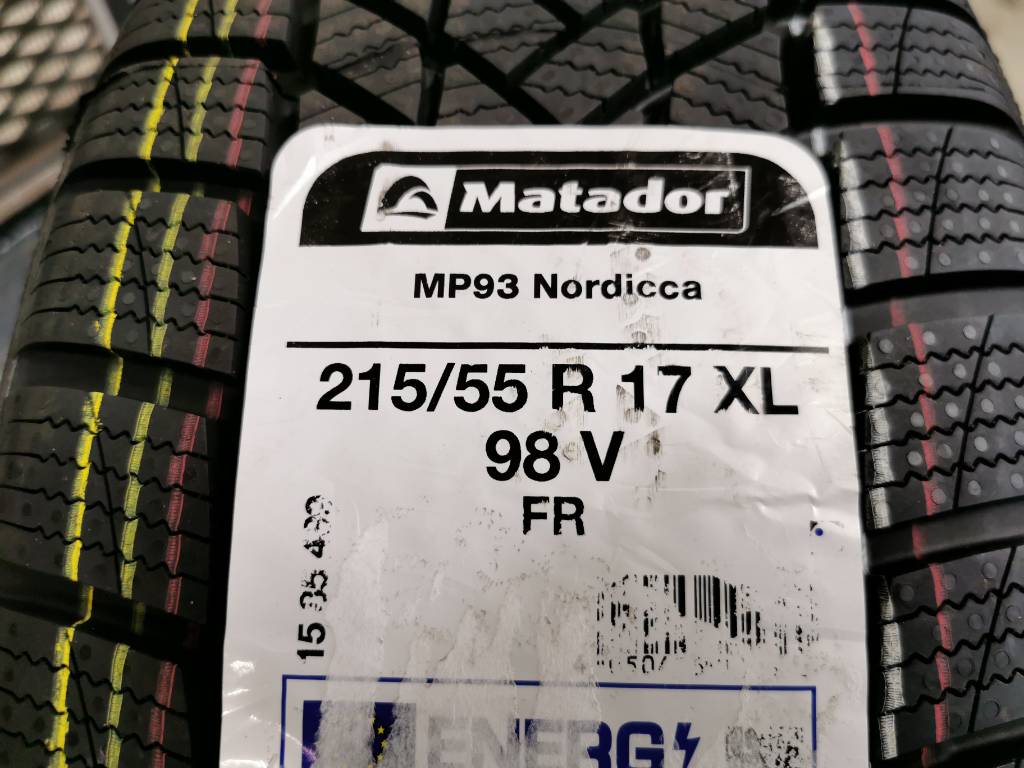 Matador
MP93 Nordicca
215/55 R 17 XL
98 V
FR
ENERG